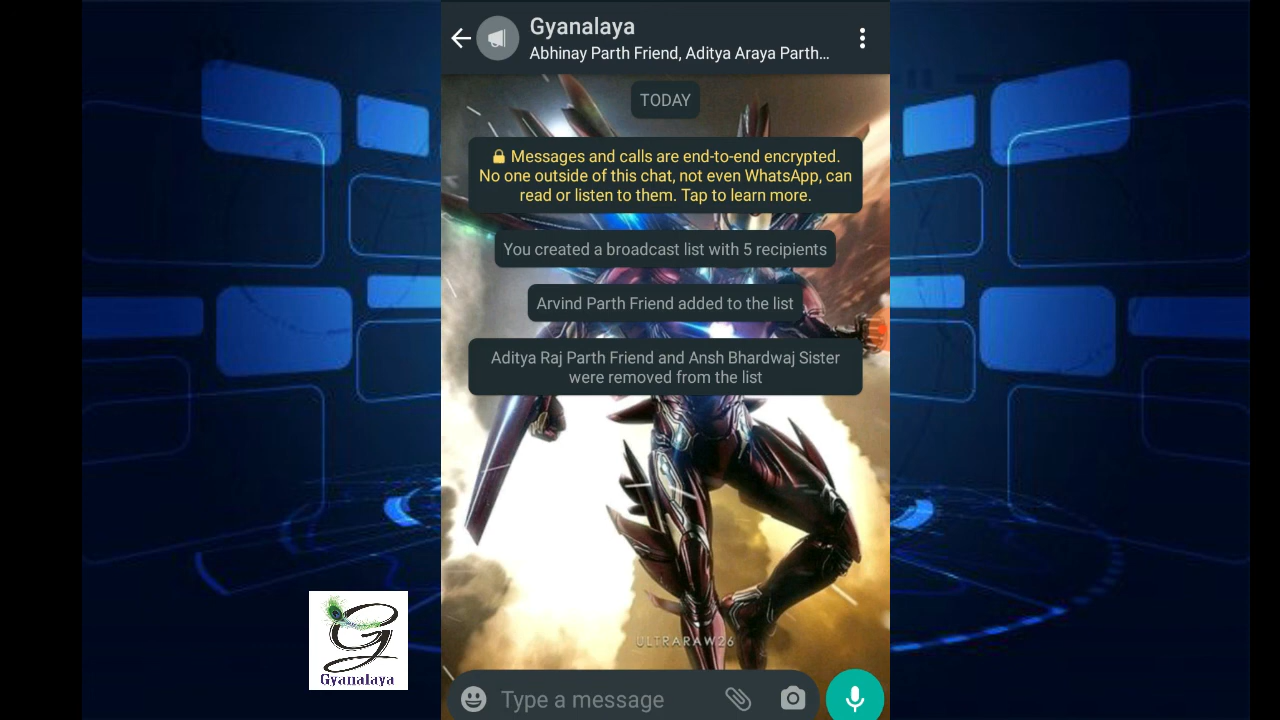 Gyanalaya
Abhinay Parth Friend, Aditya Araya Parth...
TODAY
Messages and calls are end-to-end encrypted.
No one outside of this chat, not even WhatsApp, can
read or listen to them. Tap to learn more.
You created a broadcast list with 5 recipients
Arvind Parth Friend added to the list
Aditya Raj Parth Friend and Ansh Bhardwaj Sister
were removed from the list
ULTRARAW26
G
Gyanalaya
Type a message